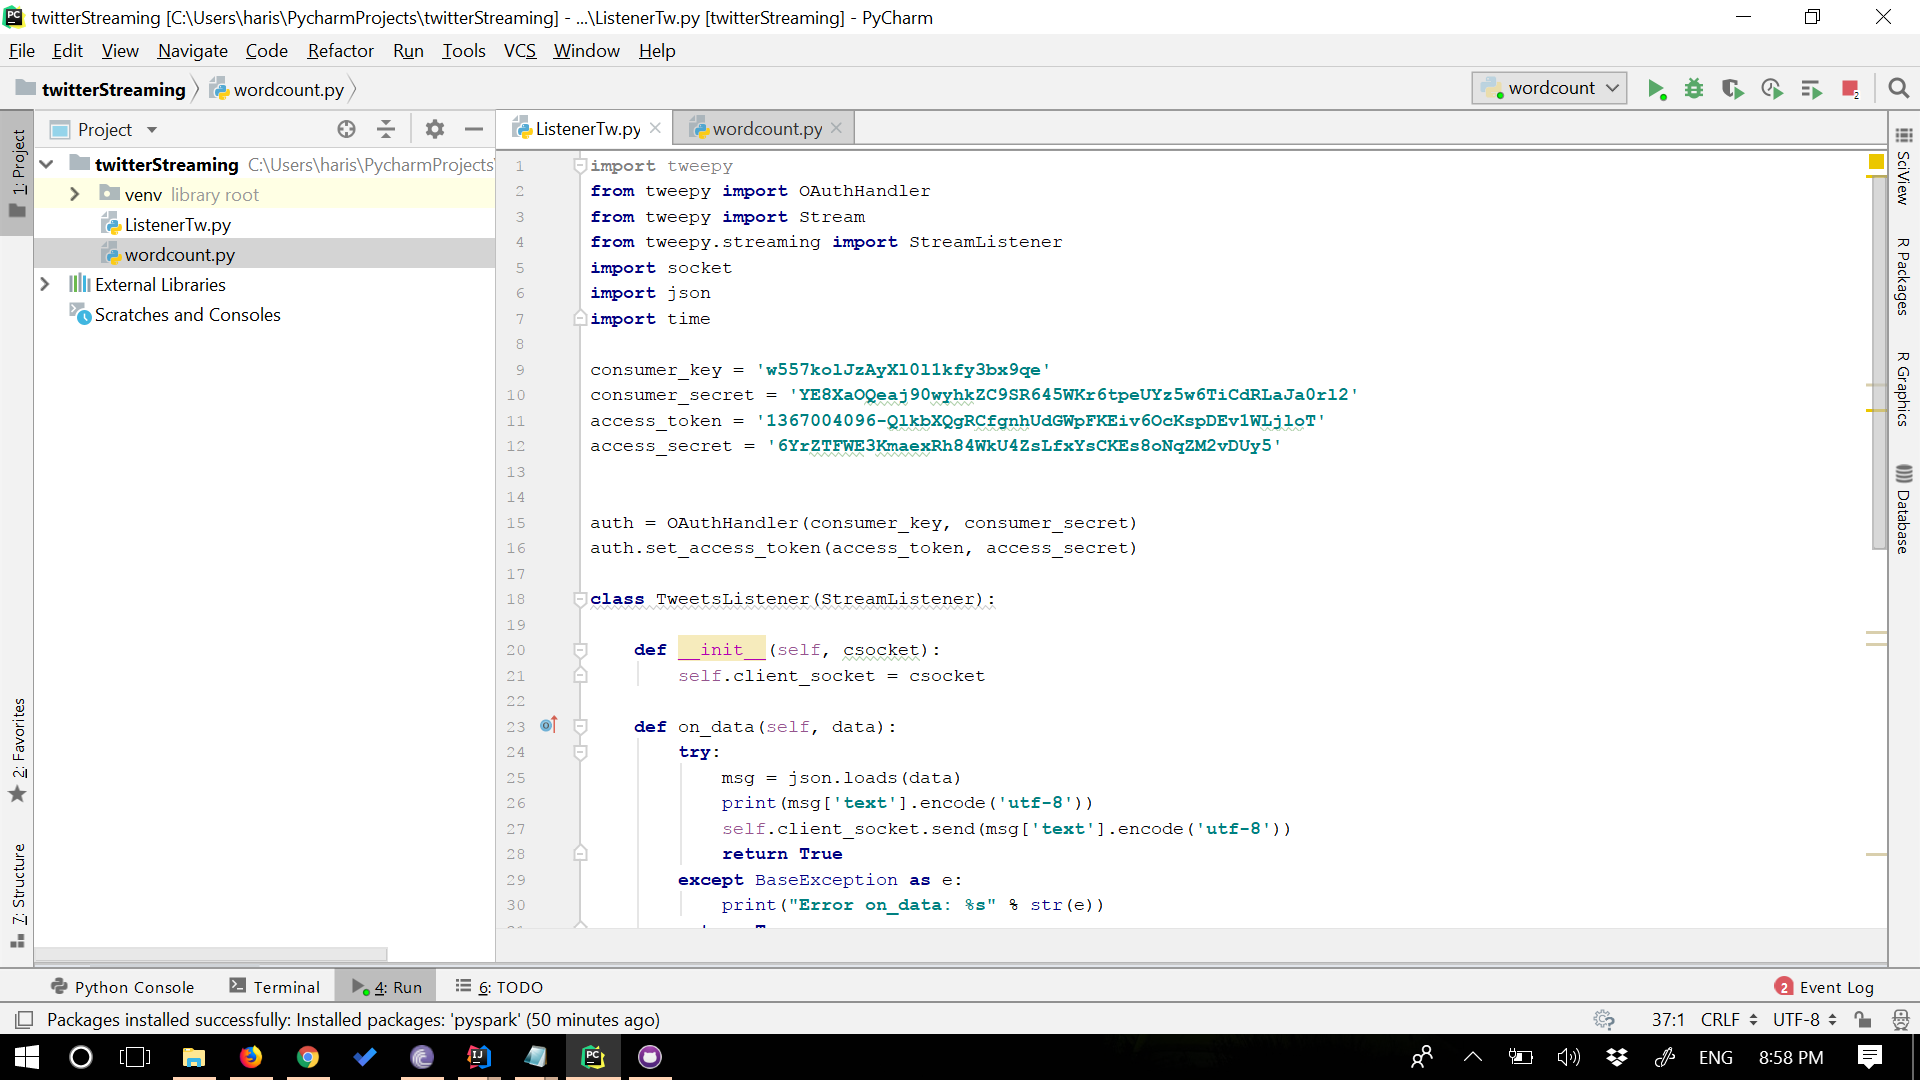 twitterStreaming [C:\Users\haris\PycharmProjects\twitterStreaming] - ...\ListenerTw.py [twitterStreaming] - PyCharm
File Edit View Navigate Code Refactor Run Tools VCS Window Help
twitterStreaming wordcount.py
wordcount
Project
ListenerTw.py
wordcount.py
1: Project
twitterStreaming C:\Users\haris\PycharmProjects
venv library root
ListenerTw.py
wordcount.py
External Libraries
Scratches and Consoles
2: Favorites
7: Structure
1 import tweepy
2 from tweepy import OAuthHandler
3 from tweepy import Stream
4 from tweepy.streaming import StreamListener
5 import socket
6 import json
7 import time
8
9 consumer_key = 'w557kolJzAyXl0l1kfy3bx9qe'
10 consumer_secret = 'YE8XaOQeaj90wyhkZC9SR645WKr6tpeUYz5w6TiCdRLaJa0rl2'
11 access_token = '1367004096-QlkbXQgRCfgnhUdGWpFKEiv6OcKspDEv1WLjloT'
12 access_secret = '6YrZTFWE3KmaexRh84WkU4ZsLfxYsCKEs8oNqZM2vDUy5'
13
14
15 auth = OAuthHandler(consumer_key, consumer_secret)
16 auth.set_access_token(access_token, access_secret)
17
18 class TweetsListener(StreamListener):
19
20 def __init__(self, csocket):
21 self.client_socket = csocket
22
23 def on_data(self, data):
24 try:
25 msg = json.loads(data)
26 print(msg['text'].encode('utf-8'))
27 self.client_socket.send(msg['text'].encode('utf-8'))
28 return True
29 except BaseException as e:
30 print("Error on_data: %s" % str(e))
SciView
R Packages
R Graphics
Database
Python Console
Terminal
4: Run
6: TODO
2 Event Log
Packages installed successfully: Installed packages: 'pyspark' (50 minutes ago)
37:1 CRLF UTF-8
ENG 8:58 PM